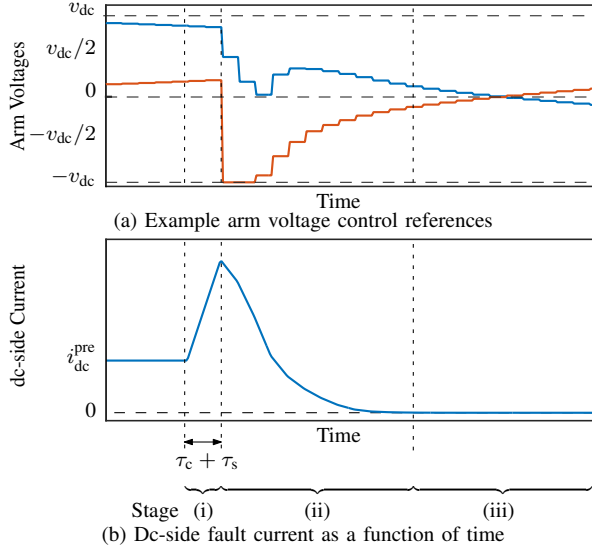 v_dc
v_dc/2
0
−v_dc/2
−v_dc
Arm Voltages
Time
(a) Example arm voltage control references
dc-side Current
i_dc^pre
0
Time
τ_c + τ_s
Stage (i) (ii) (iii)
(b) Dc-side fault current as a function of time